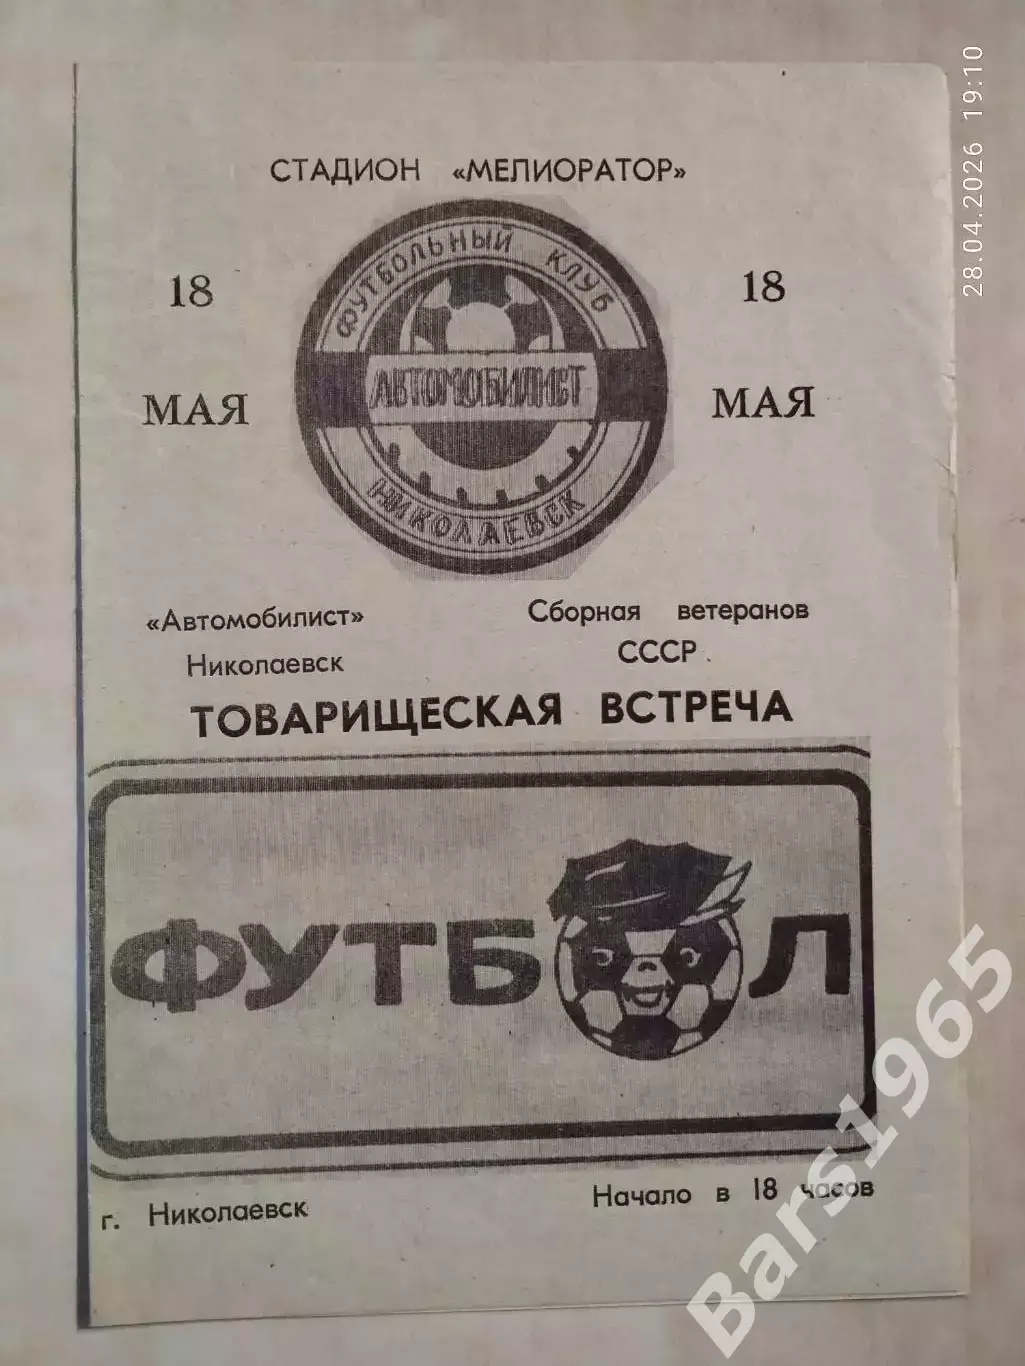 28.04.2026 19:10
СТАДИОН «МЕЛИОРАТОР»
18
МАЯ
18
МАЯ
ФУТБОЛЬНЫЙ КЛУБ
АВТОМОБИЛИСТ
НИКОЛАЕВСК
«Автомобилист»
Николаевск
Сборная ветеранов
СССР.
ТОВАРИЩЕСКАЯ ВСТРЕЧА
ФУТБОЛ
г. Николаевск
Начало в 18 часов
Bars1965